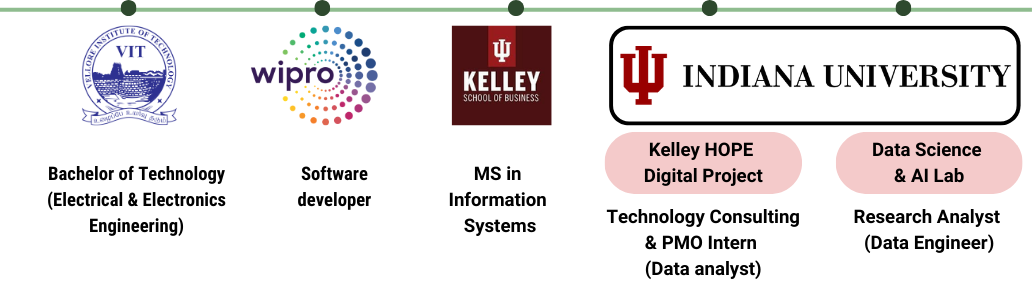 VELLORE INSTITUTE OF TECHNOLOGY
VIT
wipro
KELLEY
SCHOOL OF BUSINESS
INDIANA UNIVERSITY
Bachelor of Technology
(Electrical & Electronics
Engineering)
Software
developer
MS in
Information
Systems
Kelley HOPE
Digital Project
Technology Consulting
& PMO Intern
(Data analyst)
Data Science
& AI Lab
Research Analyst
(Data Engineer)